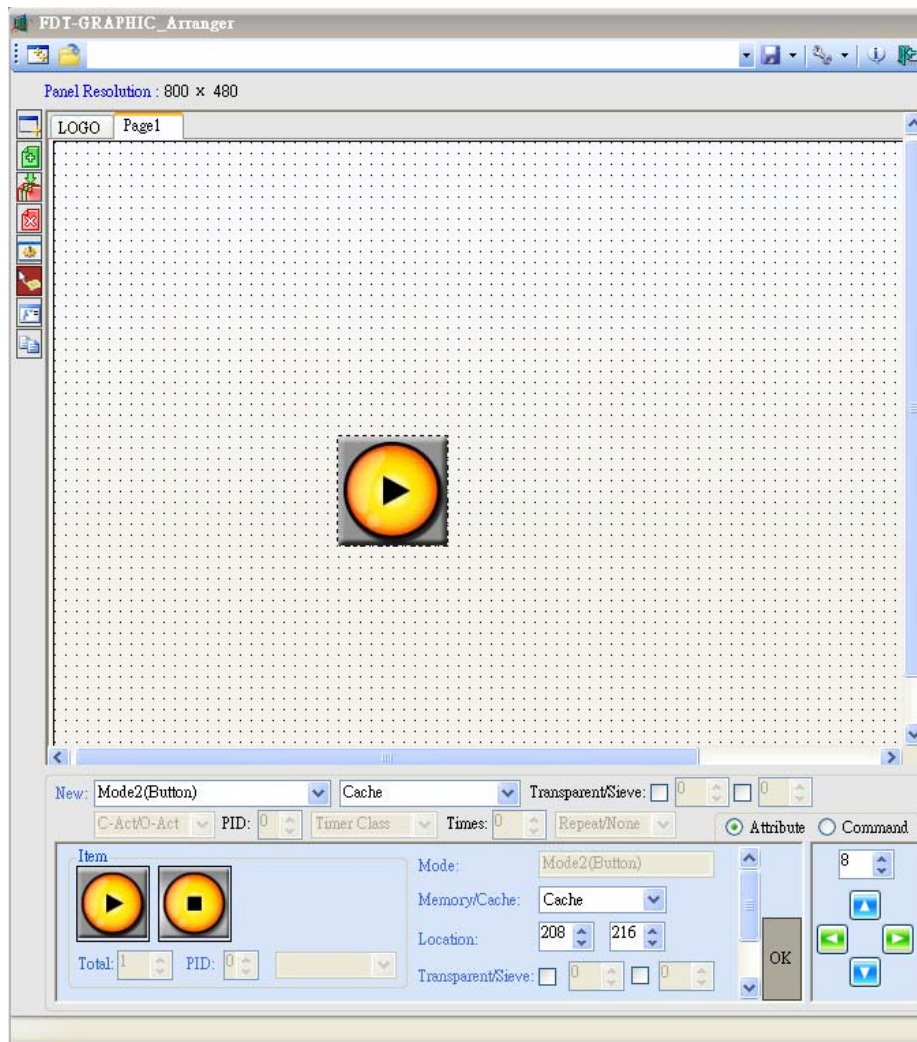 FDT-GRAPHIC_Arranger
Panel Resolution : 800 x 480
LOGO Page1
New: Mode2(Button) Cache Transparent/Sieve: 0 0
C-Act/O-Act PID: 0 Timer Class Times: 0 Repeat/None Attribute Command
Item
Mode: Mode2(Button)
8
Memory/Cache: Cache
Location: 208 216
OK
Total: 1 PID: 0
Transparent/Sieve: 0 0